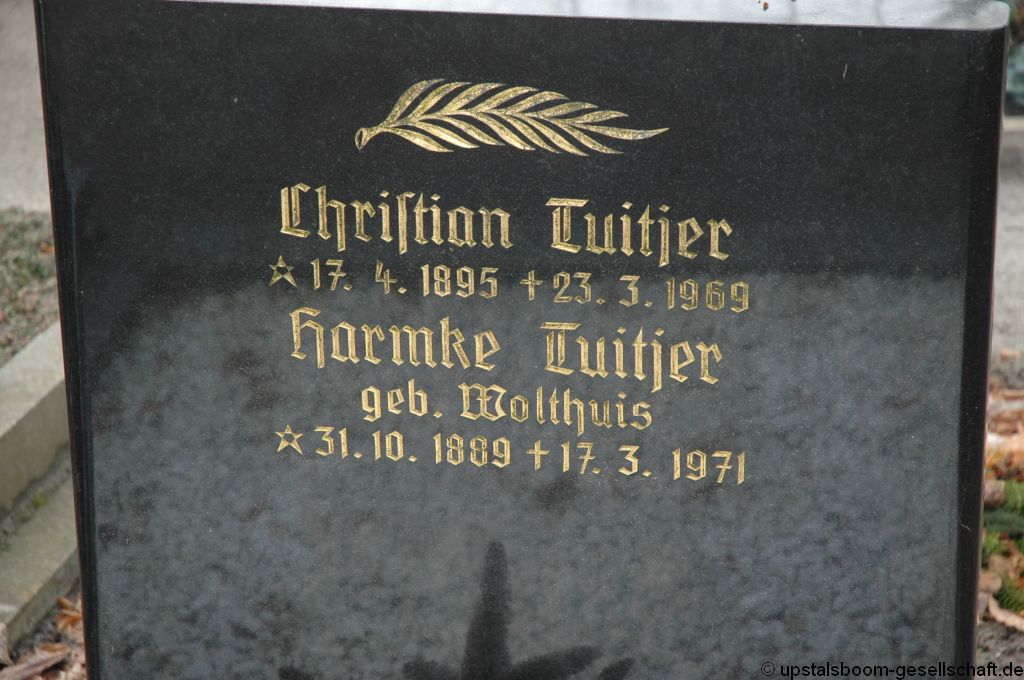 Chriſtian Tuitjer
☆ 17. 4. 1895 † 23. 3. 1969
Harmke Tuitjer
geb. Wolthuis
☆ 31. 10. 1889 † 17. 3. 1971
© upstalsboom-gesellschaft.de